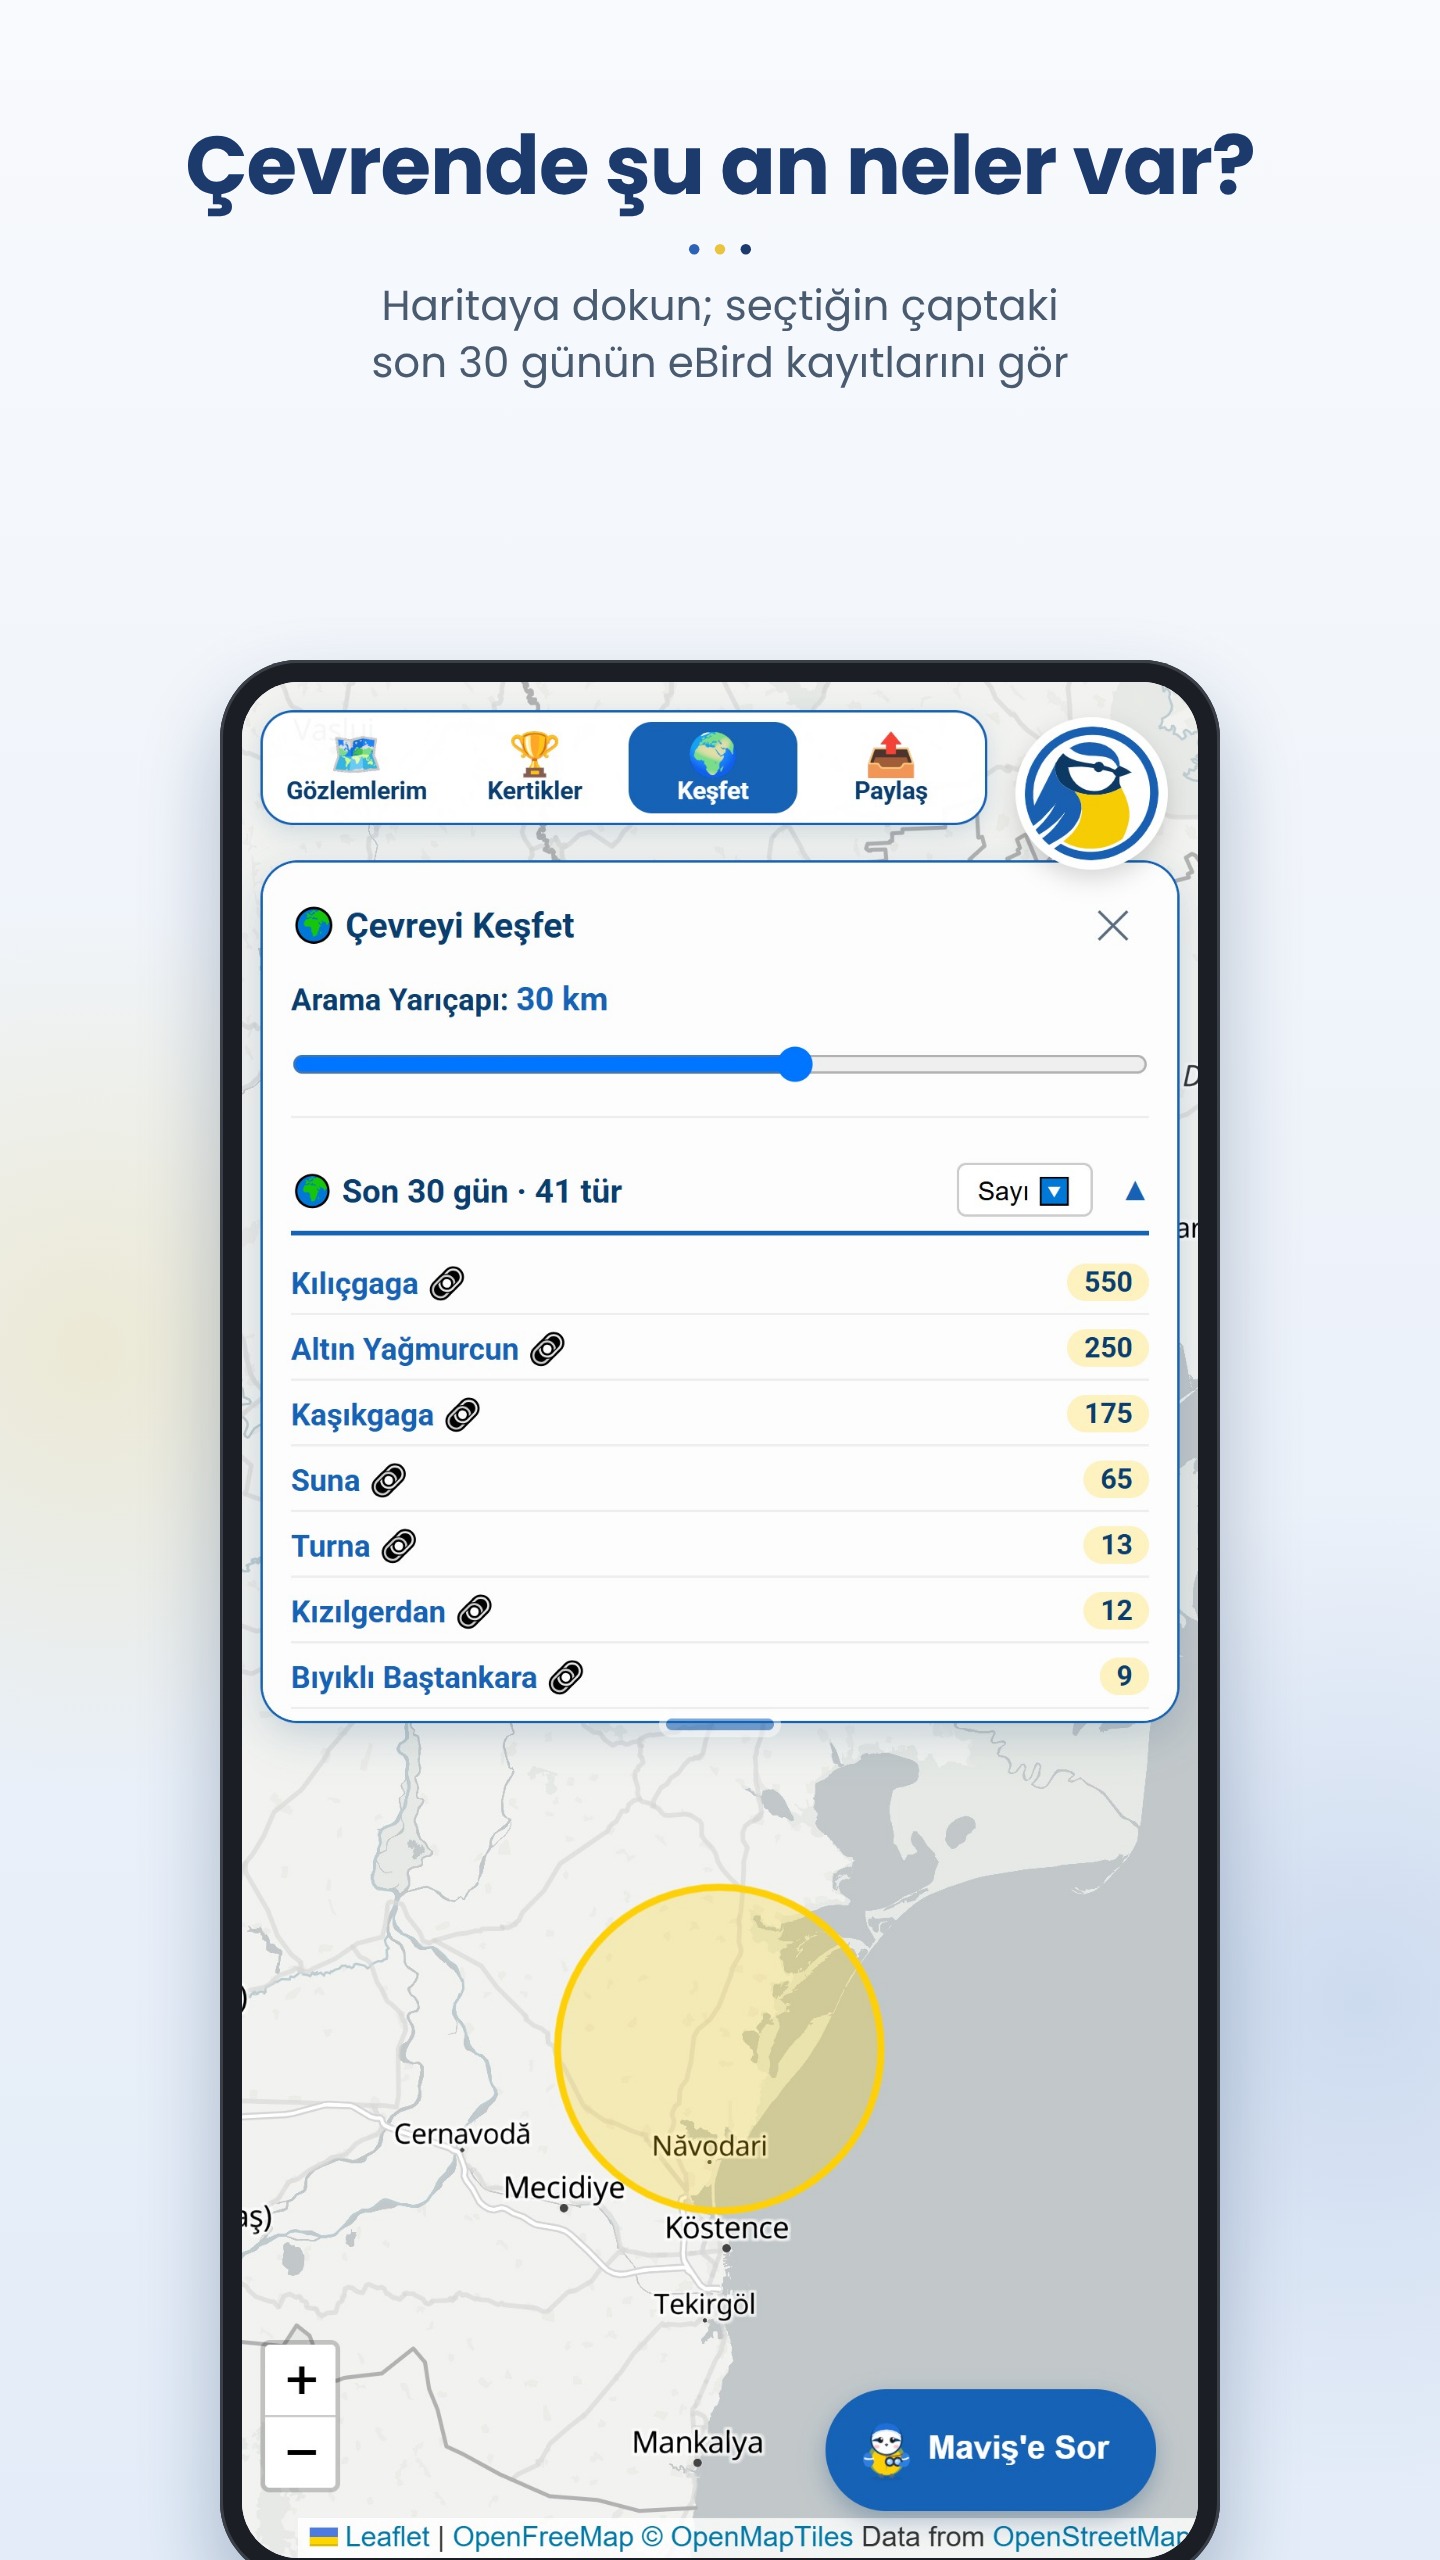 Çevrende şu an neler var?
Haritaya dokun; seçtiğin çaptaki
son 30 günün eBird kayıtlarını gör
Vaslui
Gözlemlerim
Kertikler
Keşfet
Paylaş
Çevreyi Keşfet
Arama Yarıçapı: 30 km
Son 30 gün · 41 tür
Sayı
Kılıçgaga 550
Altın Yağmurcun 250
Kaşıkgaga 175
Suna 65
Turna 13
Kızılgerdan 12
Bıyıklı Baştankara 9
Cernavodă
Năvodari
Mecidiye
Köstence
Tekirgöl
+
−
Mankalya
Maviş'e Sor
Leaflet | OpenFreeMap © OpenMapTiles Data from OpenStreetMap